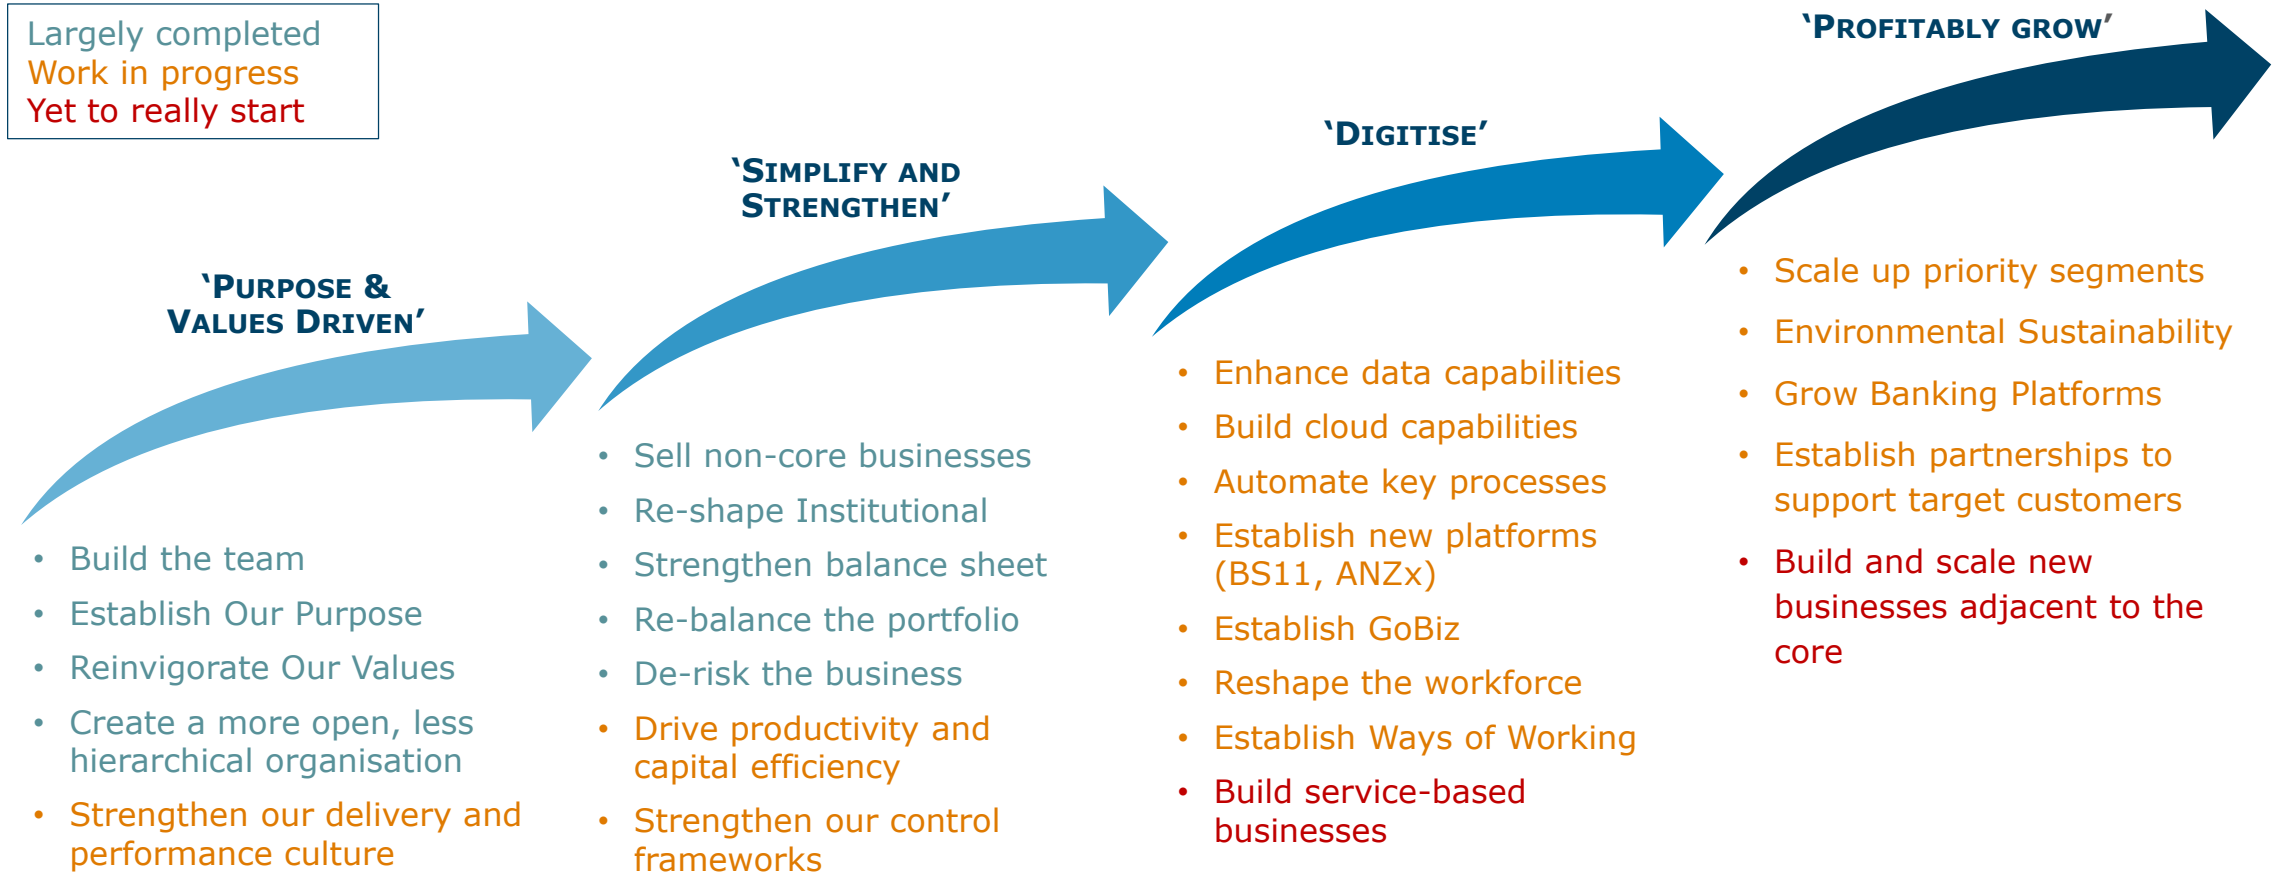 Largely completed
Work in progress
Yet to really start
‘PURPOSE &
VALUES DRIVEN’
• Build the team
• Establish Our Purpose
• Reinvigorate Our Values
• Create a more open, less
hierarchical organisation
• Strengthen our delivery and
performance culture
‘SIMPLIFY AND
STRENGTHEN’
• Sell non-core businesses
• Re-shape Institutional
• Strengthen balance sheet
• Re-balance the portfolio
• De-risk the business
• Drive productivity and
capital efficiency
• Strengthen our control
frameworks
‘DIGITISE’
• Enhance data capabilities
• Build cloud capabilities
• Automate key processes
• Establish new platforms
(BS11, ANZx)
• Establish GoBiz
• Reshape the workforce
• Establish Ways of Working
• Build service-based
businesses
‘PROFITABLY GROW’
• Scale up priority segments
• Environmental Sustainability
• Grow Banking Platforms
• Establish partnerships to
support target customers
• Build and scale new
businesses adjacent to the
core